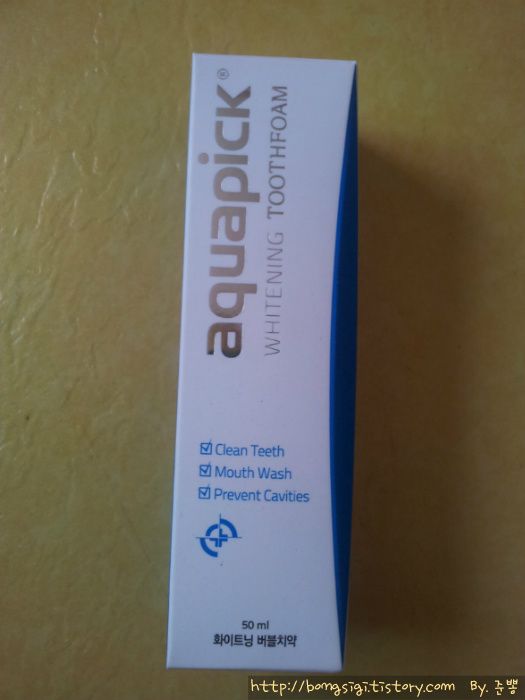 aquapick®
WHITENING TOOTHFOAM
Clean Teeth
Mouth Wash
Prevent Cavities
50 ml
화이트닝 버블치약
http://bongsigi.tistory.com By. 준뽕